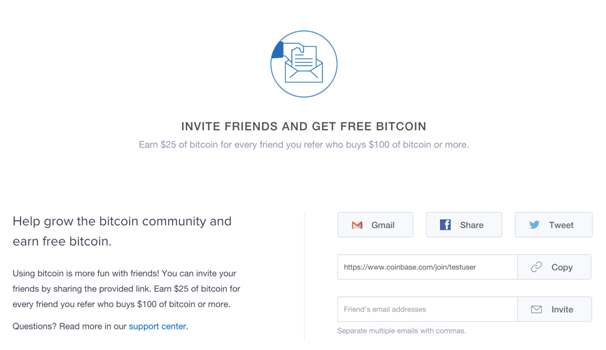 INVITE FRIENDS AND GET FREE BITCOIN
Earn $25 of bitcoin for every friend you refer who buys $100 of bitcoin or more.
Help grow the bitcoin community and
earn free bitcoin.
Using bitcoin is more fun with friends! You can invite your
friends by sharing the provided link. Earn $25 of bitcoin for
every friend you refer who buys $100 of bitcoin or more.
Questions? Read more in our support center.
Gmail
Share
Tweet
https://www.coinbase.com/join/testuser
Copy
Friend's email addresses
Invite
Separate multiple emails with commas.